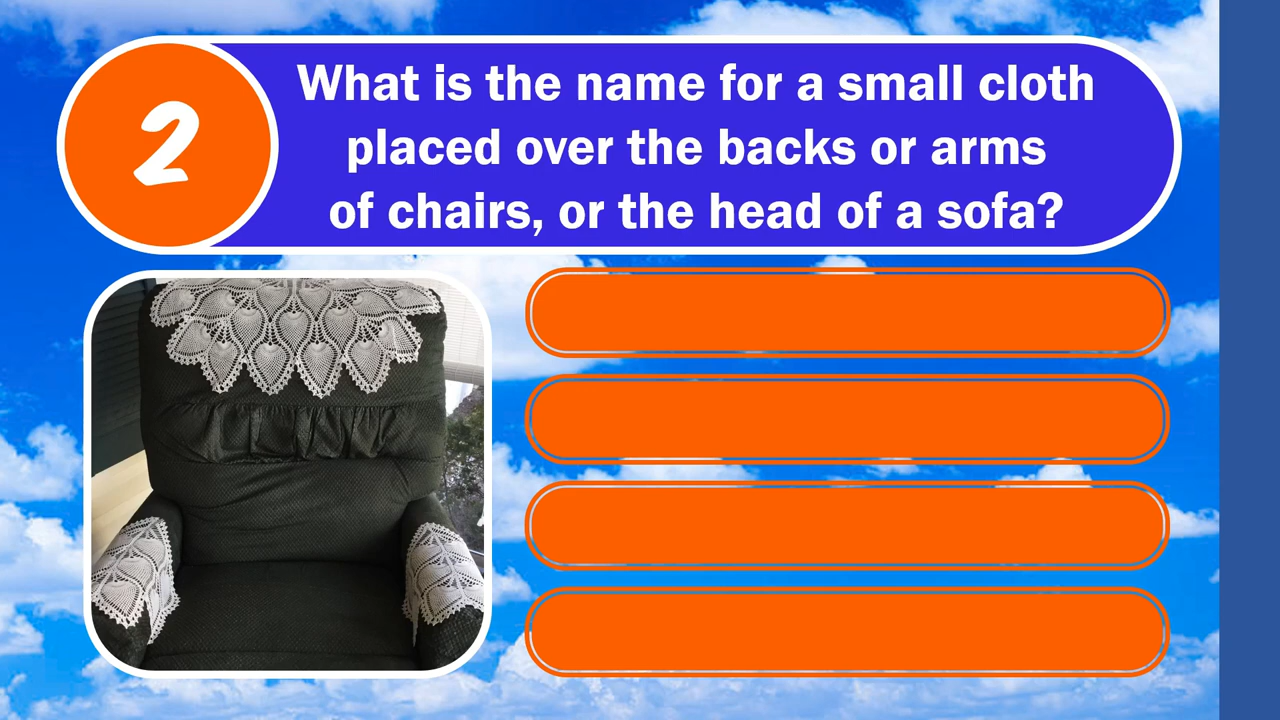 2
What is the name for a small cloth
placed over the backs or arms
of chairs, or the head of a sofa?